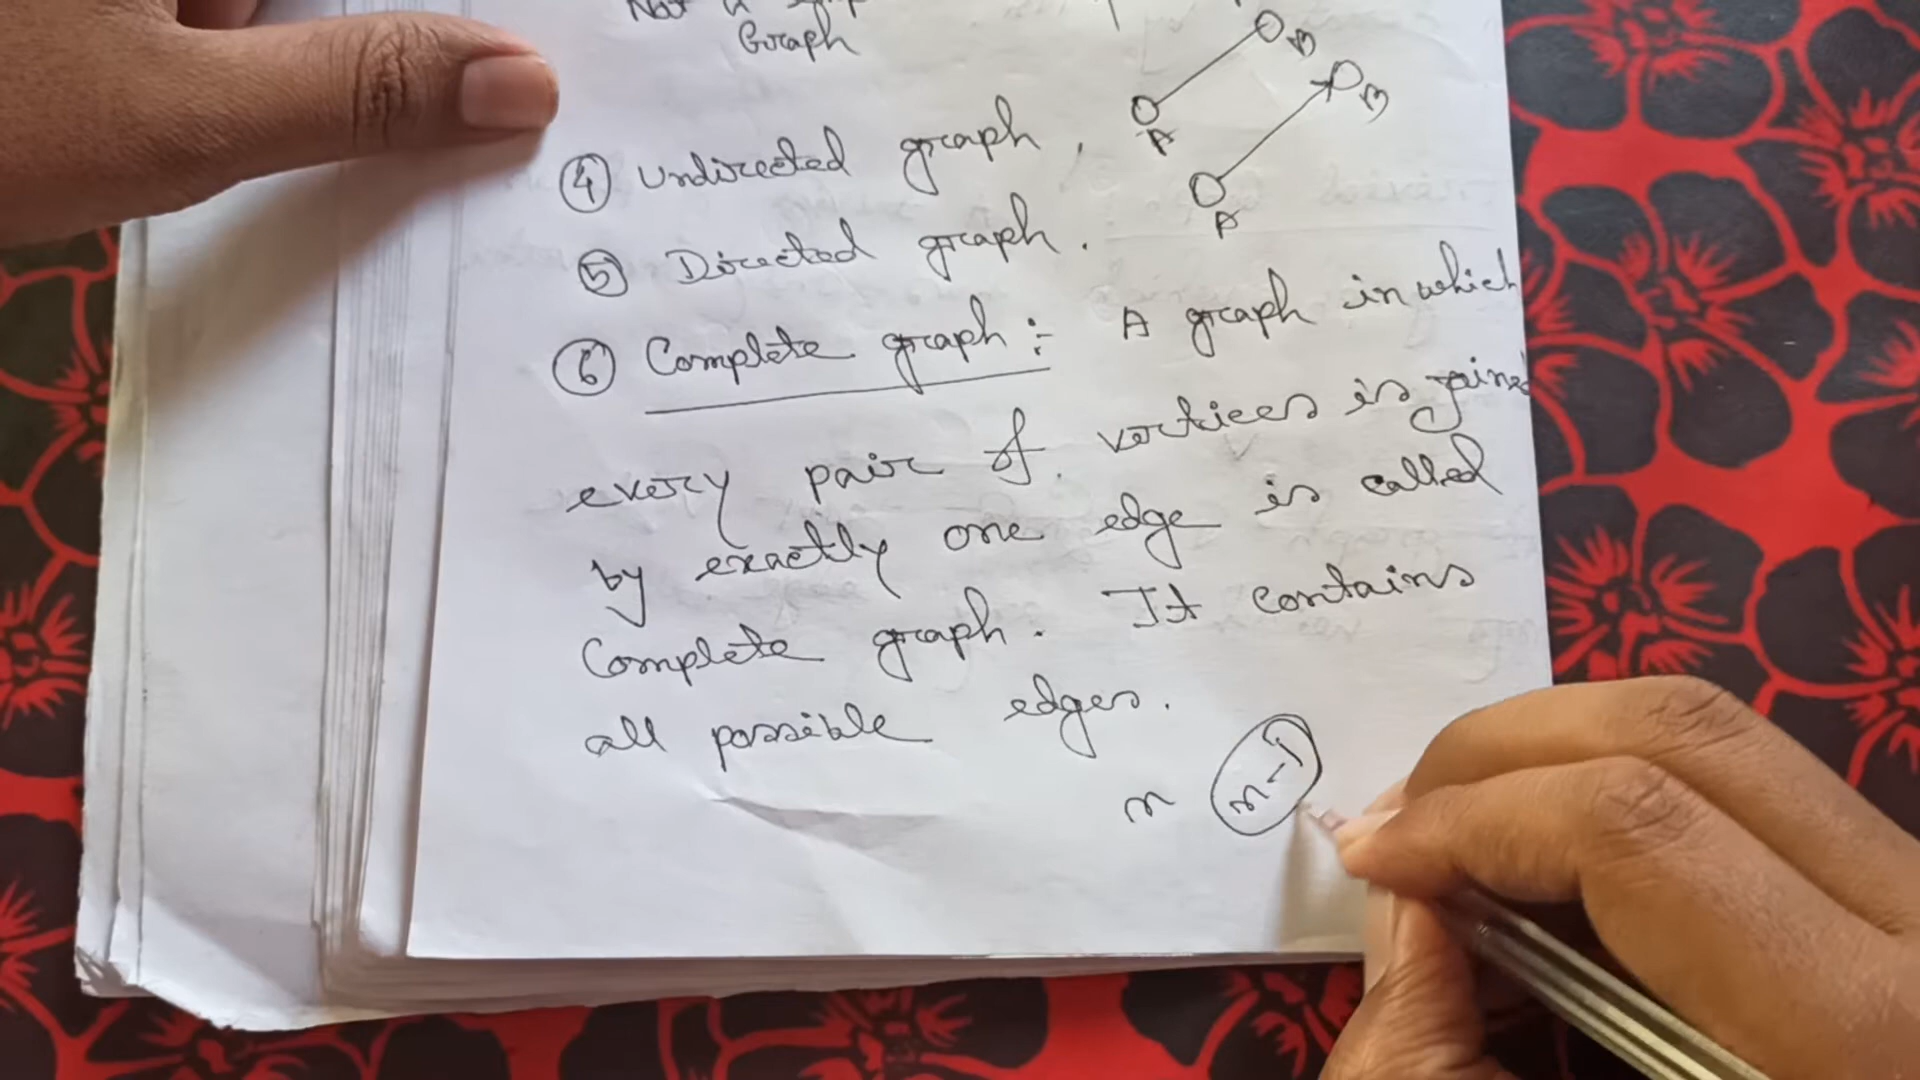 Not a
Graph
B
A
B
A
④ Undirected graph,
⑤ Directed graph.
⑥ Complete graph :- A graph in which
every pair of vertices is joined
by exactly one edge is called
Complete graph. It contains
all possible edges.
n (n-1)